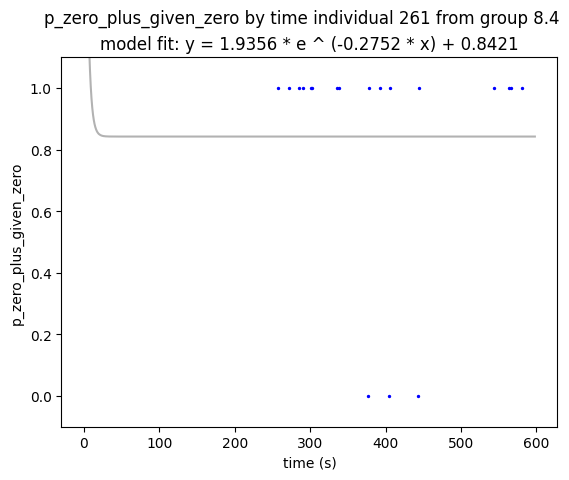 p_zero_plus_given_zero by time individual 261 from group 8.4
model fit: y = 1.9356 * e ^ (-0.2752 * x) + 0.8421
p_zero_plus_given_zero
1.0
0.8
0.6
0.4
0.2
0.0
0 100 200 300 400 500 600
time (s)